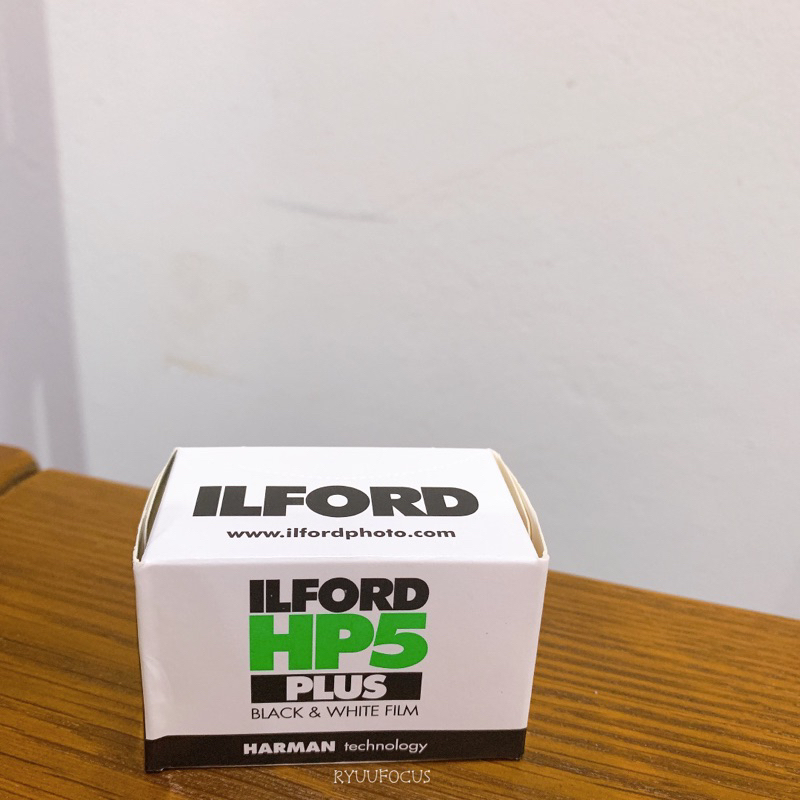 ILFORD
www.ilfordphoto.com
ILFORD
HP5
PLUS
BLACK & WHITE FILM
HARMAN technology
RYUUFOCUS